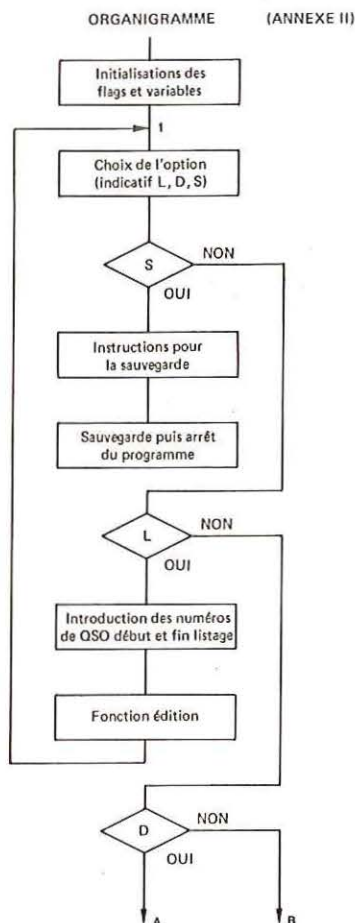 ORGANIGRAMME (ANNEXE II)
Initialisations des
flags et variables
1
Choix de l'option
(indicatif L, D, S)
S
NON
OUI
Instructions pour
la sauvegarde
Sauvegarde puis arrêt
du programme
L
NON
OUI
Introduction des numéros
de QSO début et fin listage
Fonction édition
D
NON
OUI
A
B